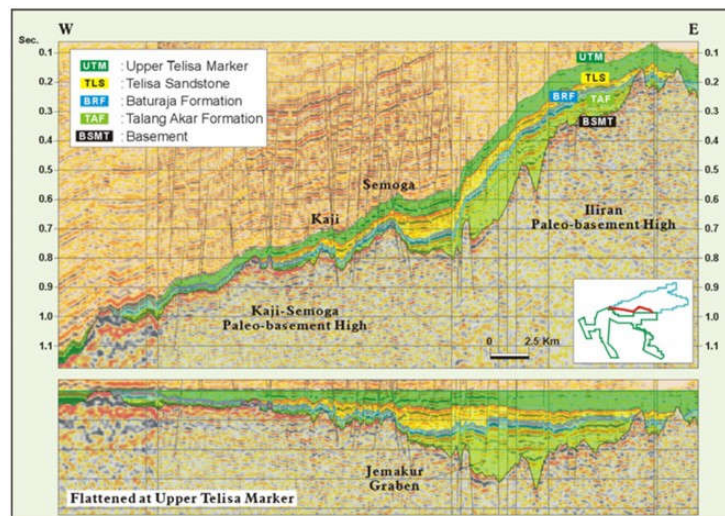 W
E
Sec.
0.1
0.2
0.3
0.4
0.5
0.6
0.7
0.8
0.9
1.0
1.1
UTM : Upper Telisa Marker
TLS : Telisa Sandstone
BRF : Baturaja Formation
TAF : Talang Akar Formation
BSMT : Basement
UTM
TLS
BRF
TAF
BSMT
Semoga
Kaji
Iliran
Paleo-basement High
Kaji-Semoga
Paleo-basement High
0 2.5 Km
0.1
0.2
0.3
0.4
0.5
0.6
0.7
0.8
0.9
1.0
1.1
Jemakur
Graben
Flattened at Upper Telisa Marker